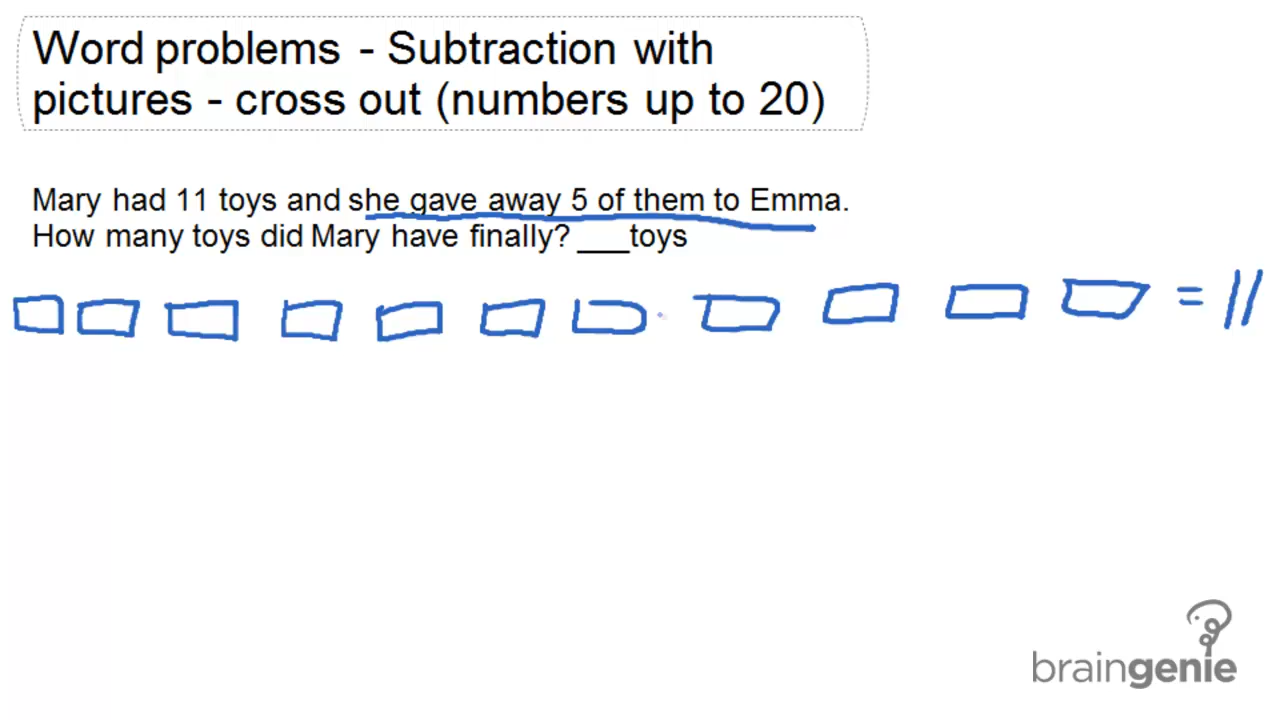 Word problems - Subtraction with
pictures - cross out (numbers up to 20)
Mary had 11 toys and she gave away 5 of them to Emma.
How many toys did Mary have finally? ___toys
= 11
braingenie